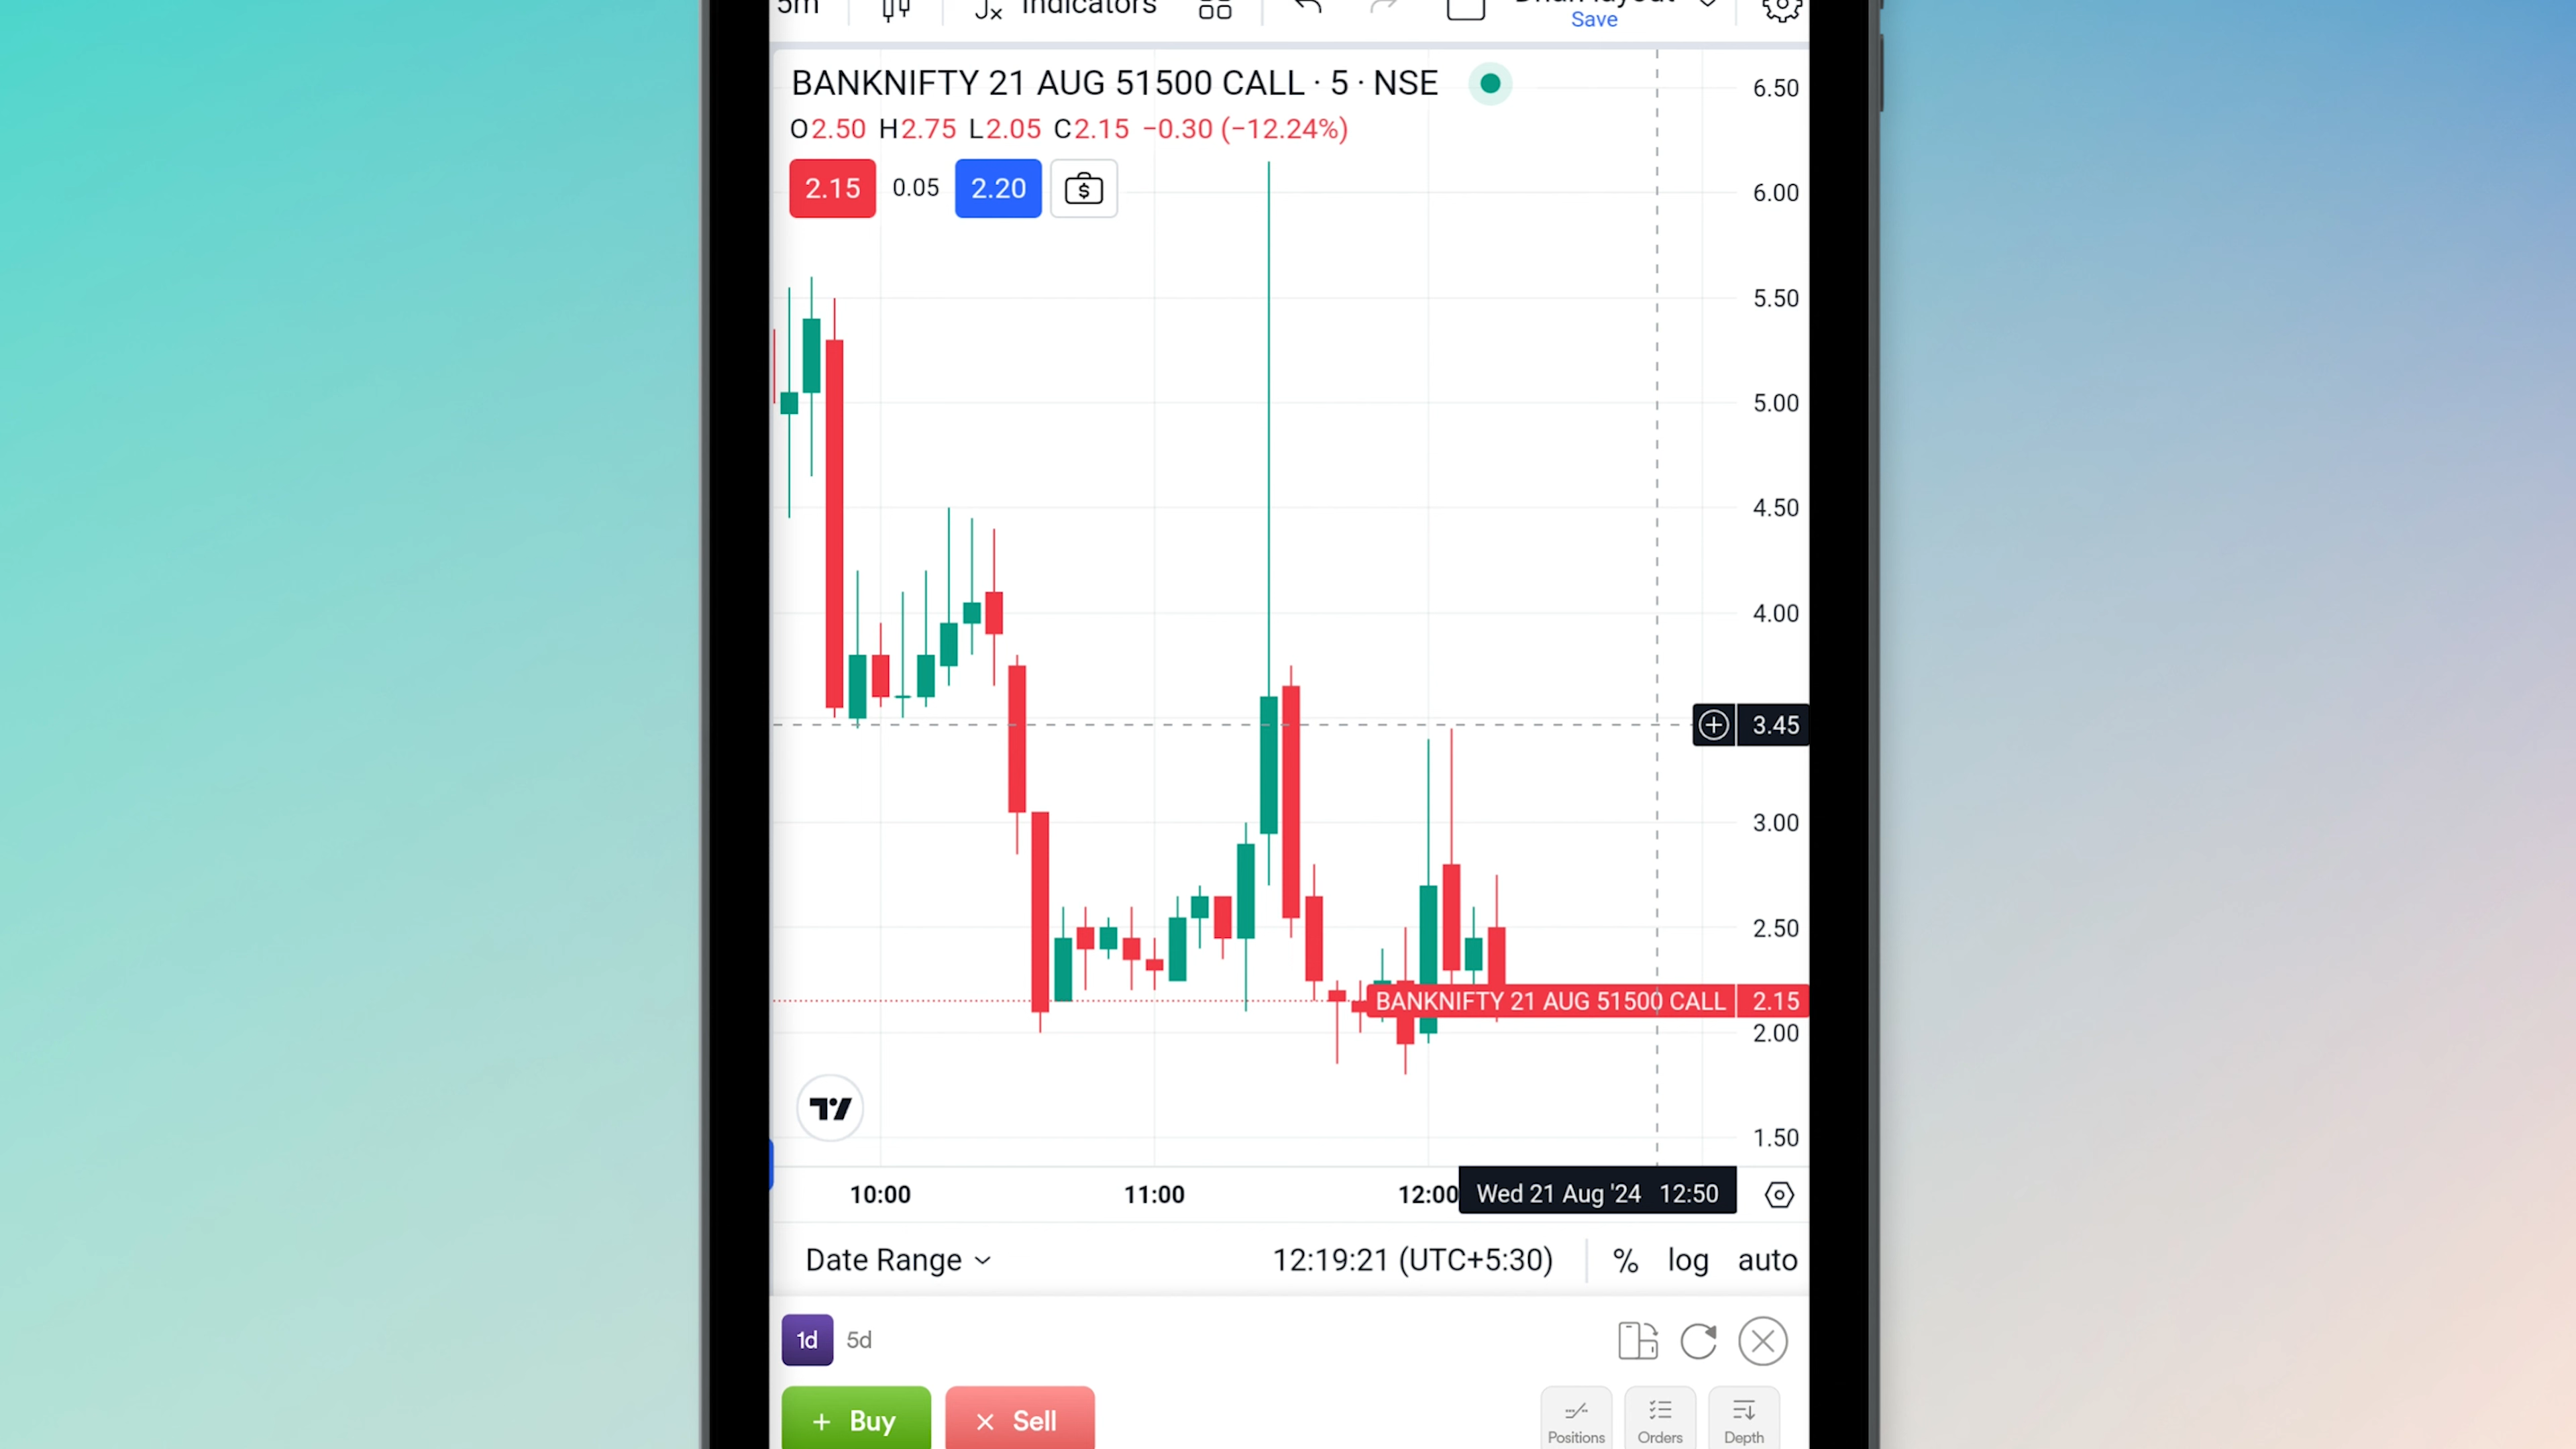 5m
Indicators
Save
BANKNIFTY 21 AUG 51500 CALL · 5 · NSE
O2.50 H2.75 L2.05 C2.15 −0.30 (−12.24%)
2.15 0.05 2.20
6.50
6.00
5.50
5.00
4.50
4.00
3.45
3.00
2.50
BANKNIFTY 21 AUG 51500 CALL 2.15
2.00
1.50
10:00 11:00 12:00 Wed 21 Aug '24 12:50
Date Range 12:19:21 (UTC+5:30) % log auto
1d 5d
+ Buy × Sell
Positions Orders Depth